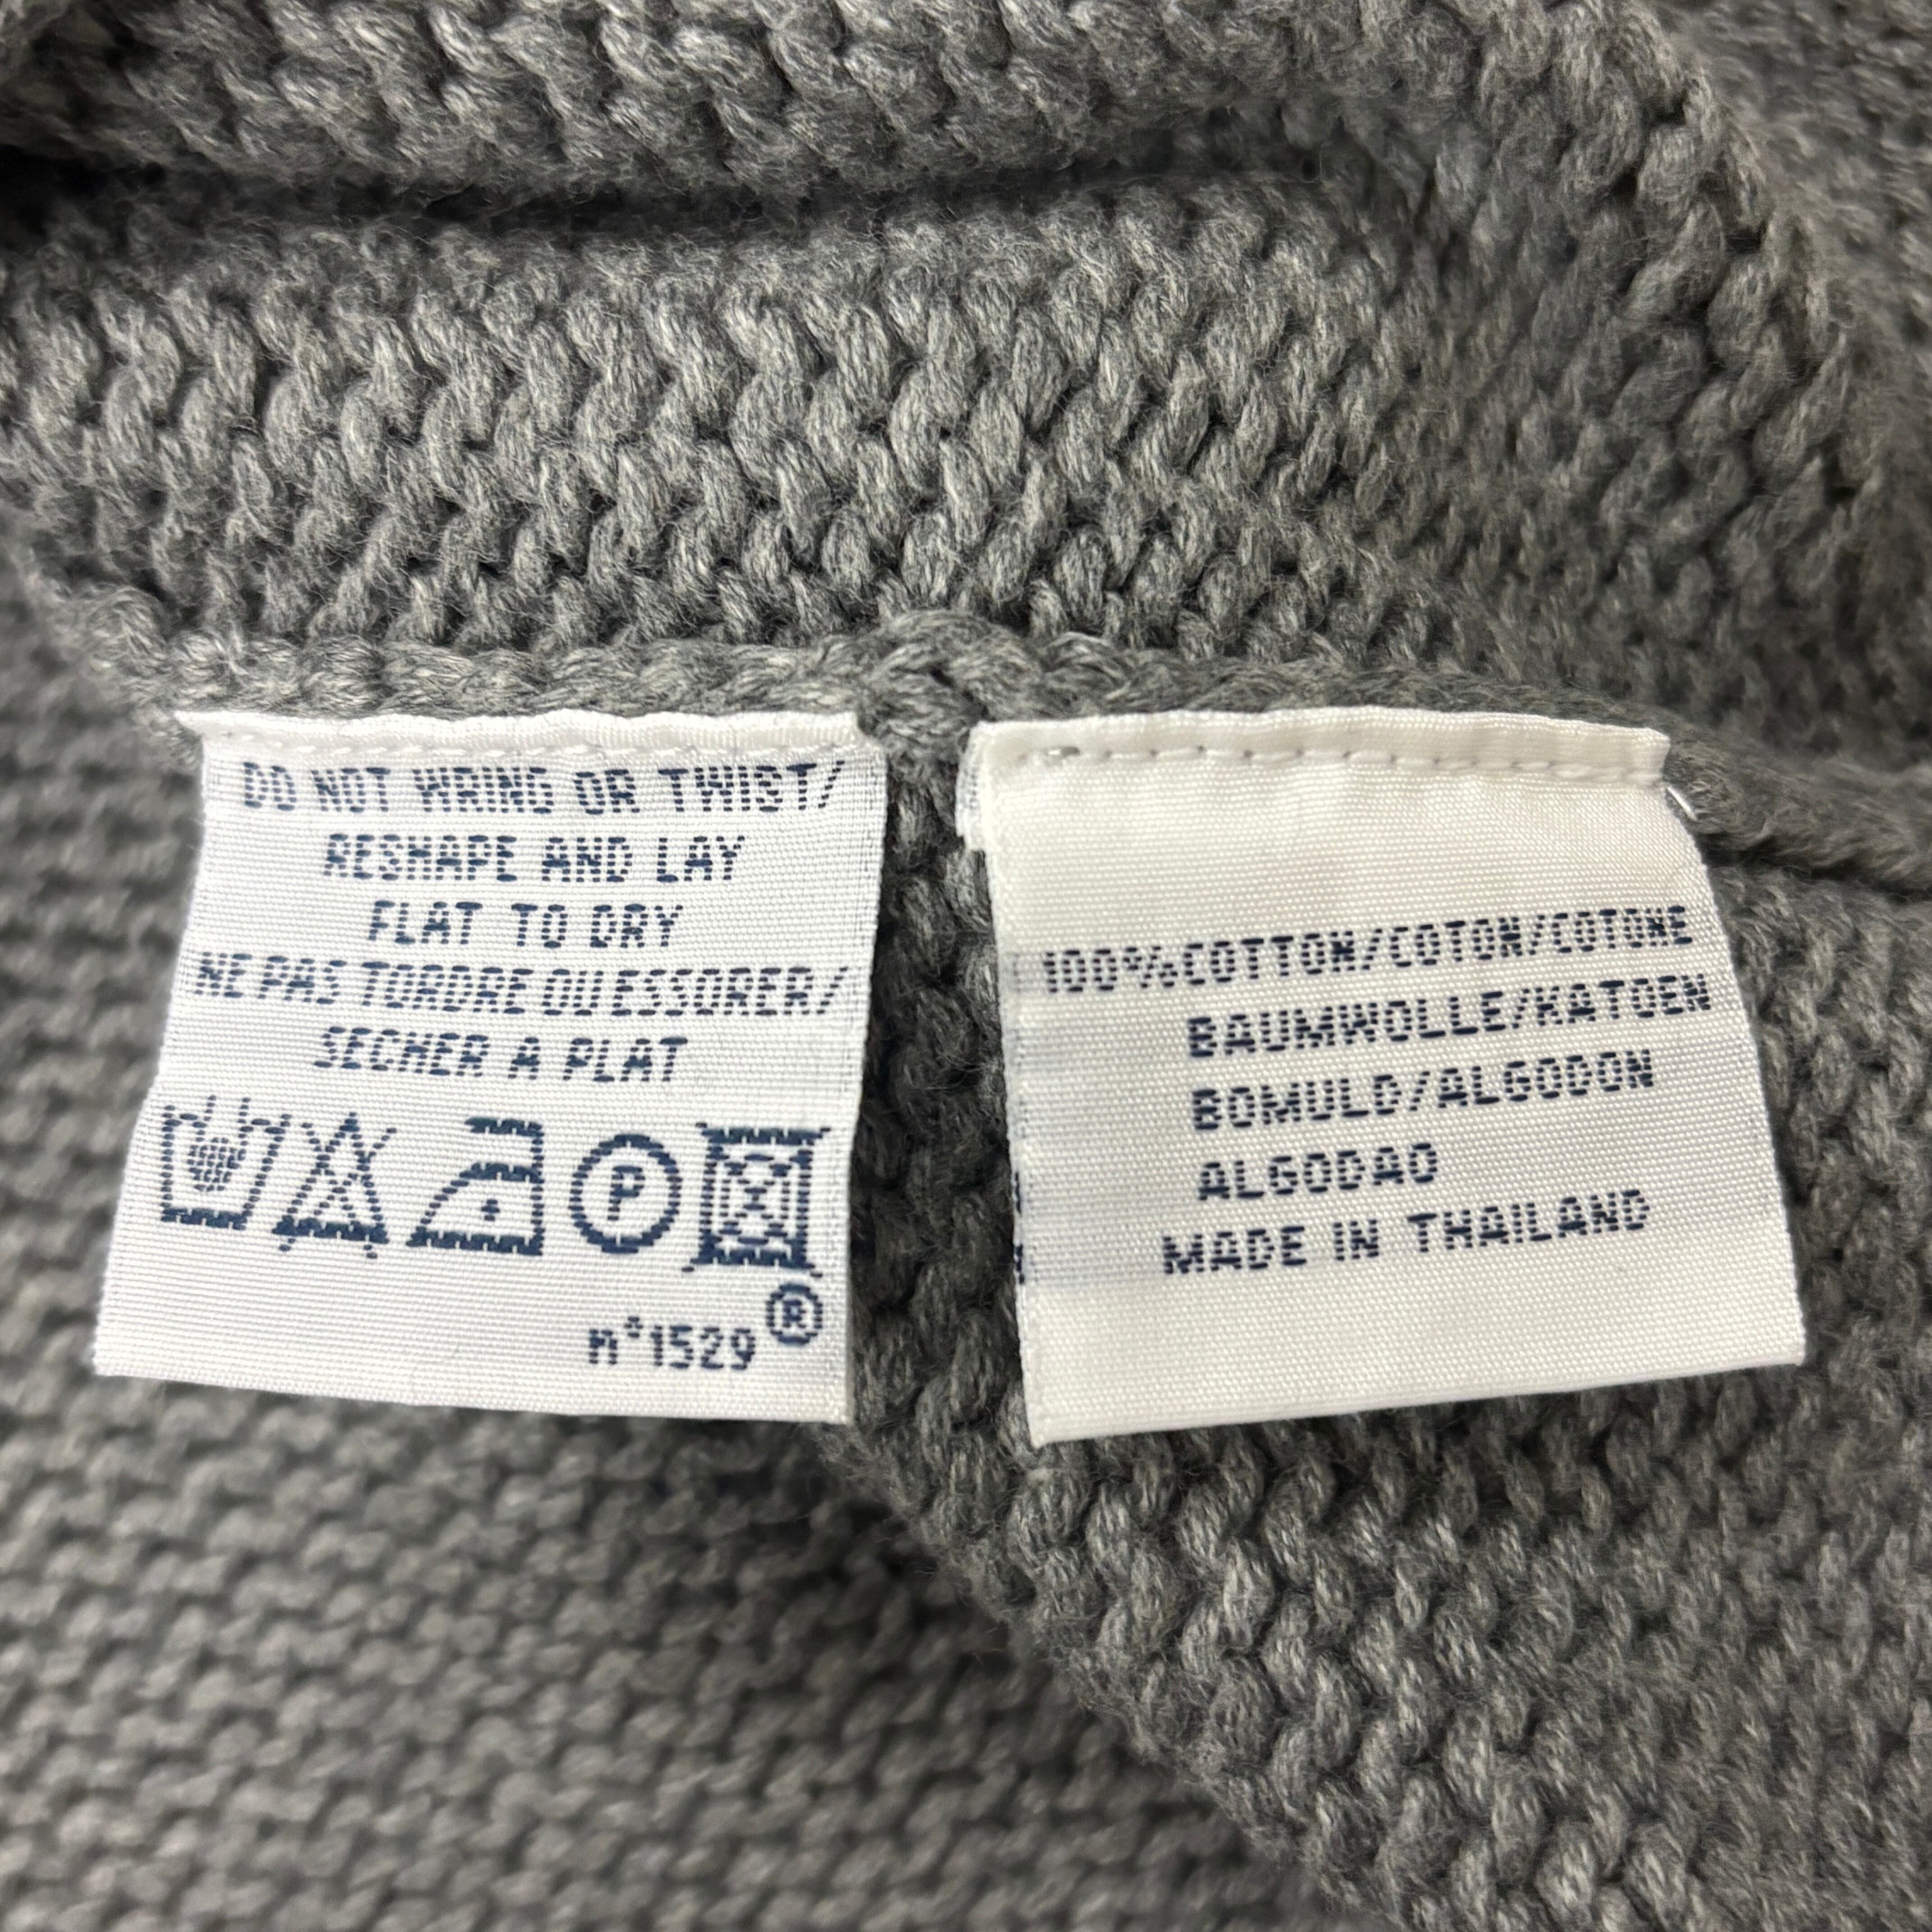 DO NOT WRING OR TWIST/
RESHAPE AND LAY
FLAT TO DRY
NE PAS TORDRE OU ESSORER/
SECHER A PLAT
P
n°1529®
100%COTTON/COTON/COTONE
BAUMWOLLE/KATOEN
BOMULD/ALGODON
ALGODAO
MADE IN THAILAND